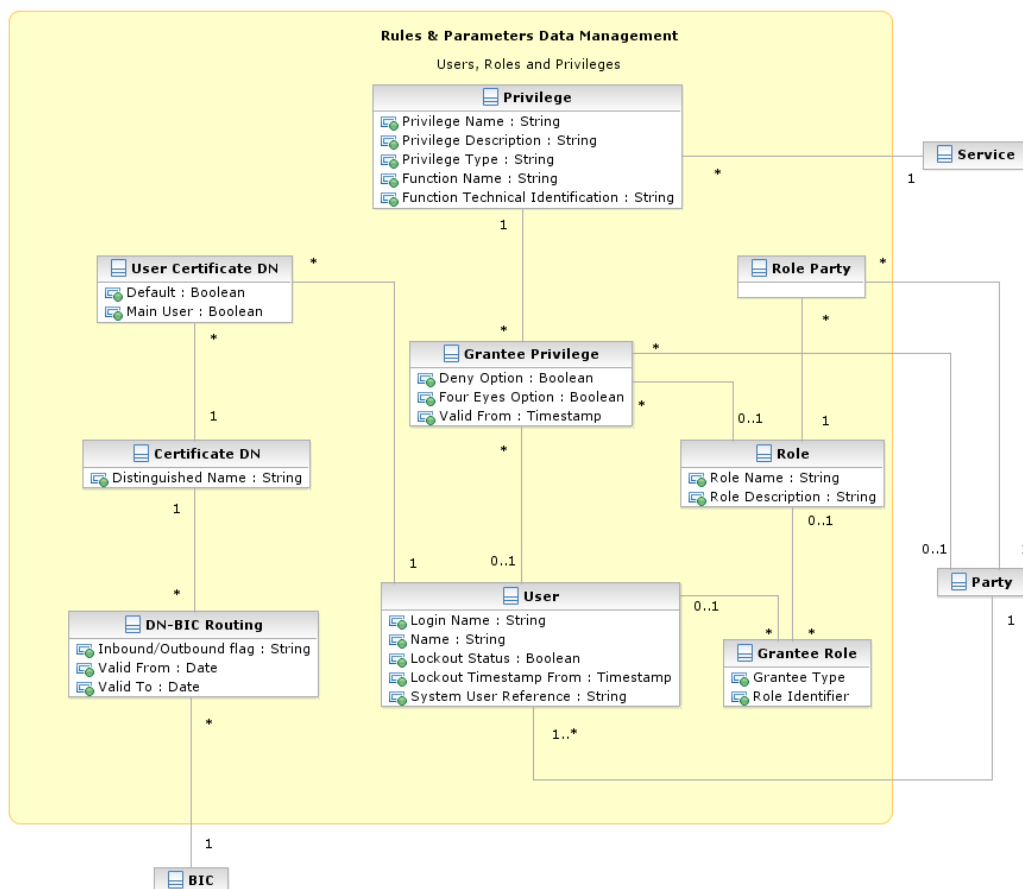 Rules & Parameters Data Management
Users, Roles and Privileges
Privilege
Privilege Name : String
Privilege Description : String
Privilege Type : String
Function Name : String
Function Technical Identification : String
Service
*
1
1
User Certificate DN
Default : Boolean
Main User : Boolean
*
Role Party
*
*
*
*
Grantee Privilege
Deny Option : Boolean
Four Eyes Option : Boolean
Valid From : Timestamp
*
*
0..1
1
1
Certificate DN
Distinguished Name : String
*
Role
Role Name : String
Role Description : String
1
0..1
0..1
1
0..1
*
Party
User
Login Name : String
Name : String
Lockout Status : Boolean
Lockout Timestamp From : Timestamp
System User Reference : String
0..1
1
DN-BIC Routing
Inbound/Outbound flag : String
Valid From : Date
Valid To : Date
*
*
Grantee Role
Grantee Type
Role Identifier
*
1..*
1
BIC